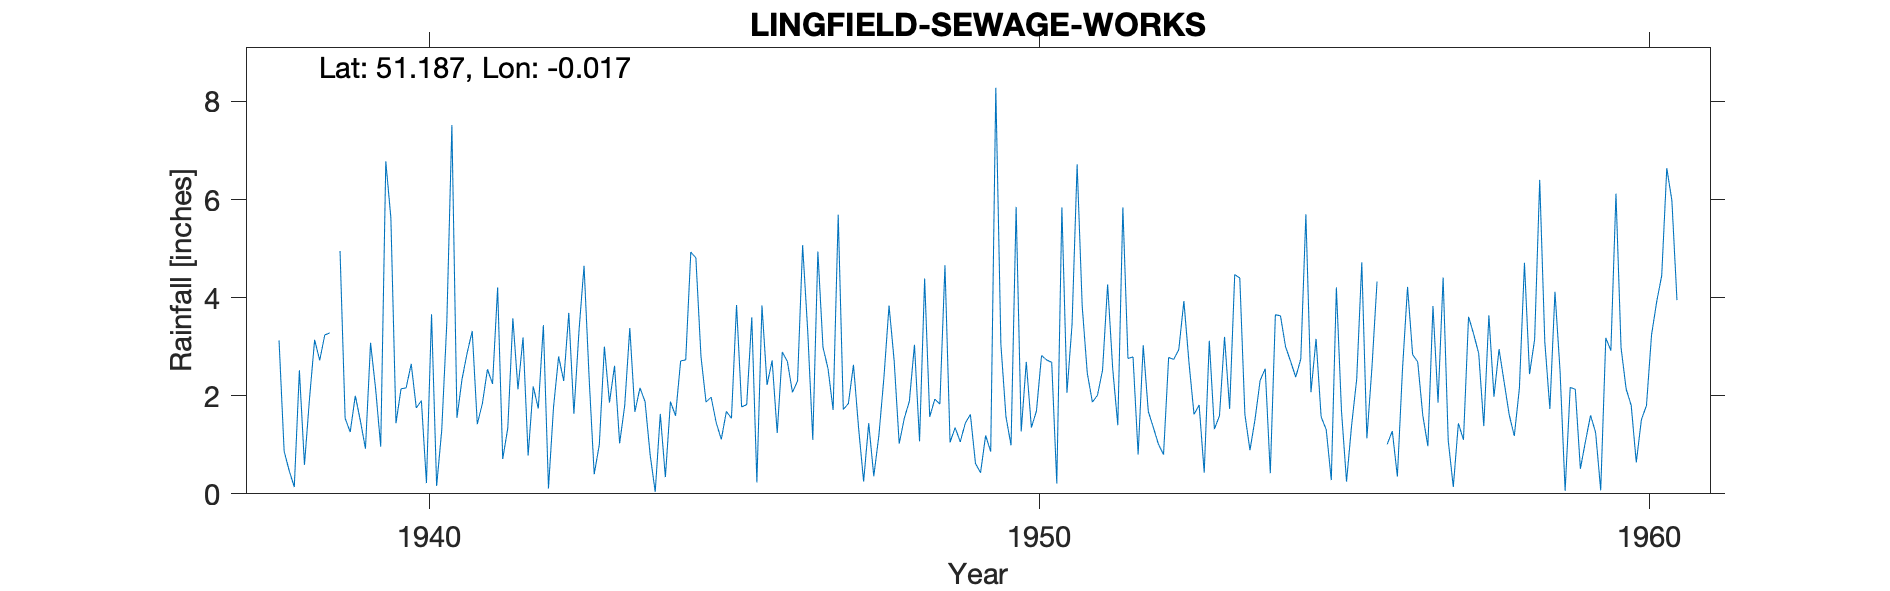 LINGFIELD-SEWAGE-WORKS
Lat: 51.187, Lon: -0.017
8
6
4
2
0
Rainfall [inches]
1940 1950 1960
Year